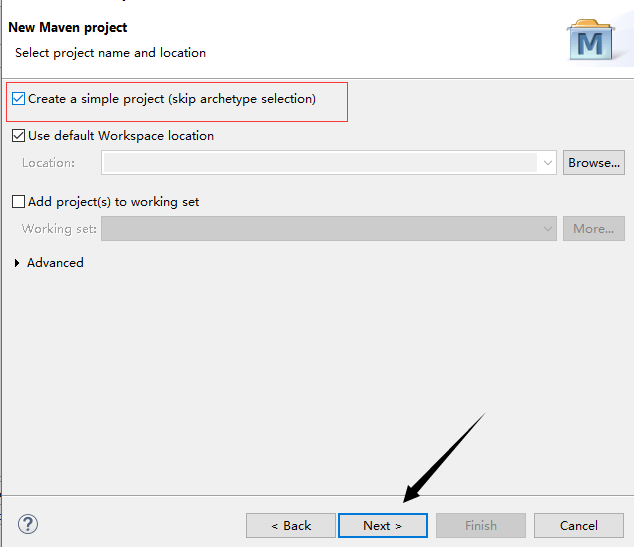 New Maven project
Select project name and location
M
Create a simple project (skip archetype selection)
Use default Workspace location
Location:
Browse...
Add project(s) to working set
Working set:
More...
Advanced
?
< Back
Next >
Finish
Cancel